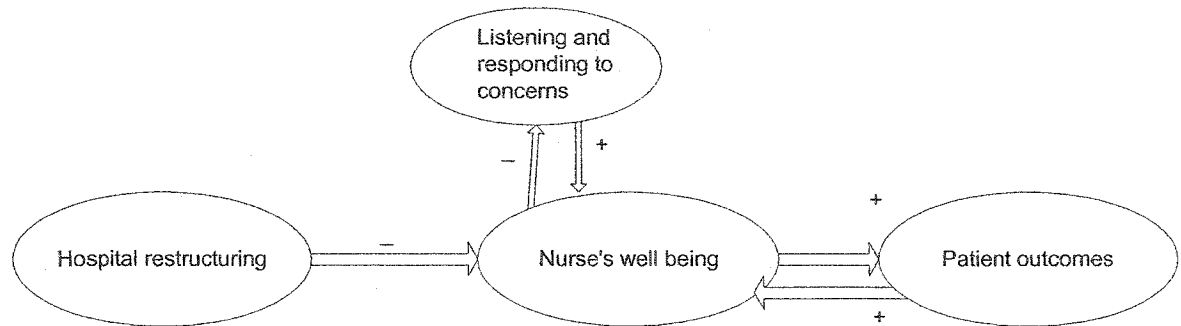 Listening and
responding to
concerns
–
+
Hospital restructuring
–
Nurse's well being
+
+
Patient outcomes